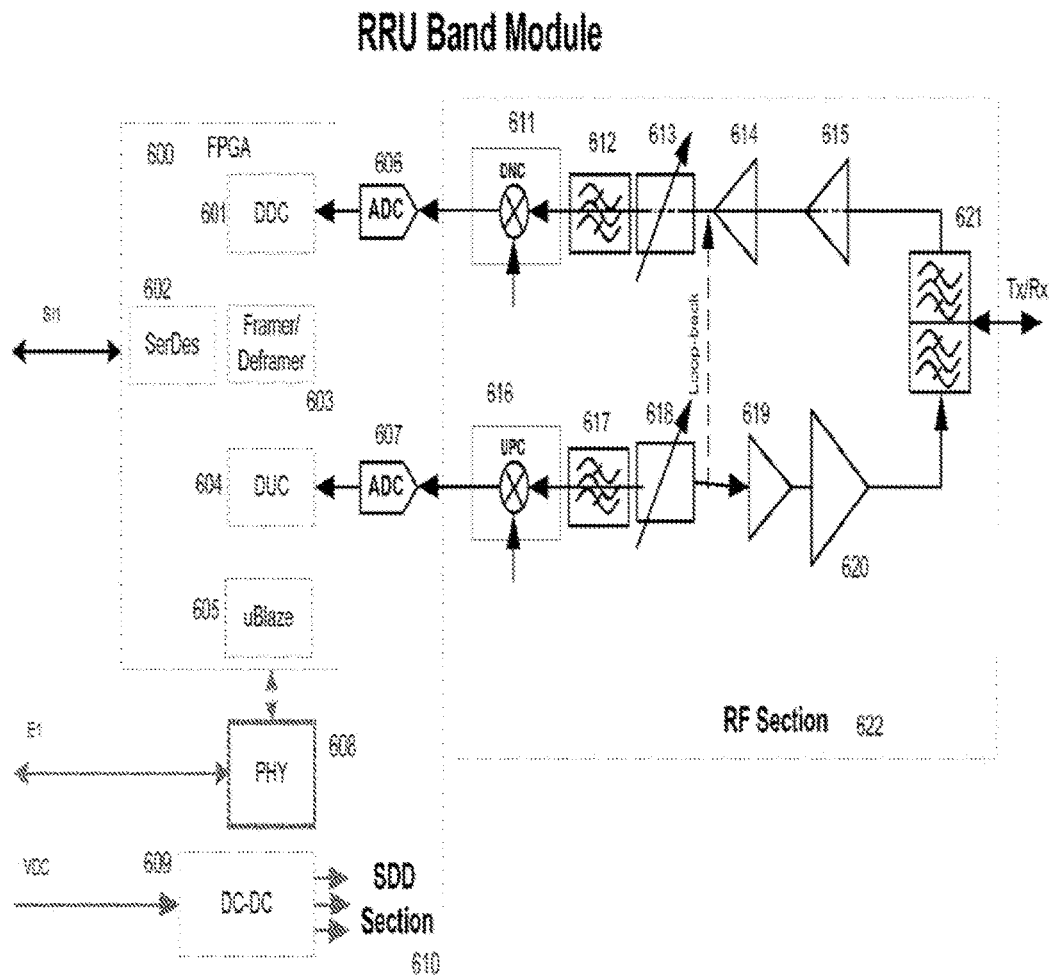 RRU Band Module
600
FPGA
601
DDC
606
ADC
611
DNC
612
613
614
615
621
Tx/Rx
602
SerDes
Framer/
Deframer
603
Loop-back
604
DUC
607
ADC
616
UPC
617
618
619
620
605
uBlaze
RF Section
622
E1
PHY
608
VDC
609
DC-DC
SDD
Section
610